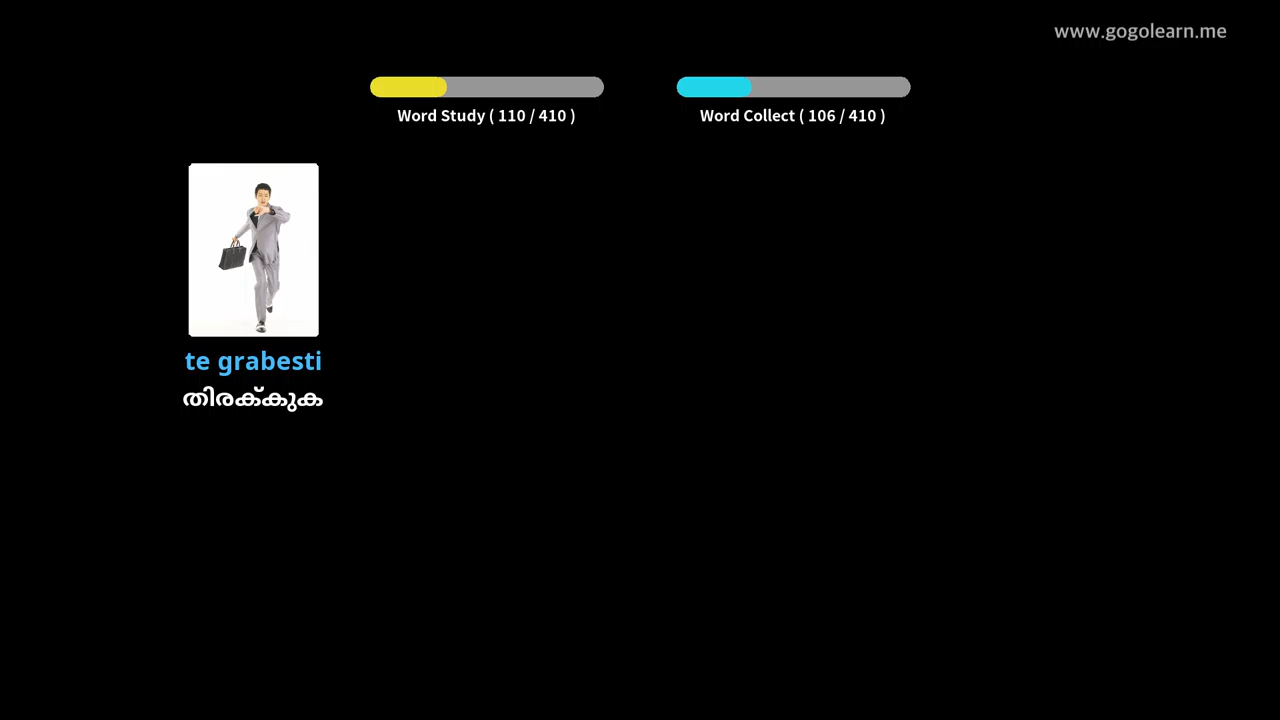 www.gogolearn.me
Word Study ( 110 / 410 )
Word Collect ( 106 / 410 )
te grabesti
തിരക്കുക